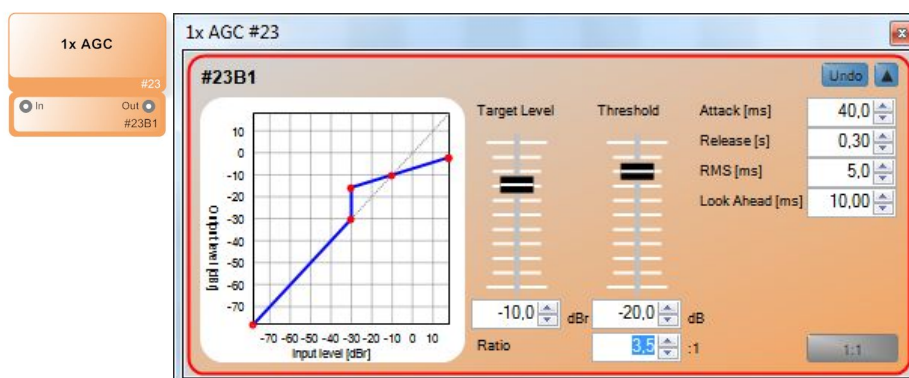 1x AGC
#23
In
Out
#23B1
1x AGC #23
x
#23B1
Undo
Target Level
Threshold
Attack [ms]
40,0
Release [s]
0,30
RMS [ms]
5,0
Look Ahead [ms]
10,00
10
0
-10
-20
-30
-40
-50
-60
-70
Output level [dBr]
-70 -60 -50 -40 -30 -20 -10 0 10
Input level [dBr]
-10,0
dBr
-20,0
dB
Ratio
3,5
:1
1:1